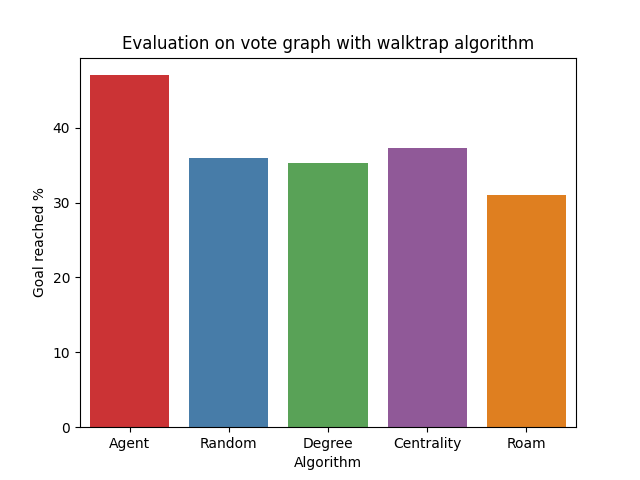 Evaluation on vote graph with walktrap algorithm
Goal reached %
40
30
20
10
0
Agent Random Degree Centrality Roam
Algorithm